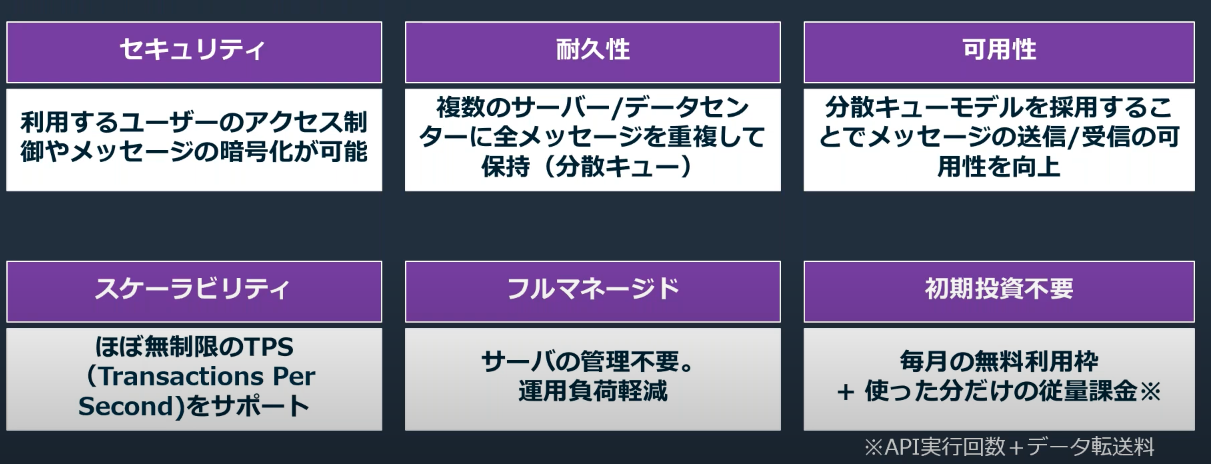 セキュリティ
利用するユーザーのアクセス制
御やメッセージの暗号化が可能
耐久性
複数のサーバー/データセン
ターに全メッセージを重複して
保持（分散キュー）
可用性
分散キューモデルを採用するこ
とでメッセージの送信/受信の可
用性を向上
スケーラビリティ
ほぼ無制限のTPS
（Transactions Per
Second)をサポート
フルマネージド
サーバの管理不要。
運用負荷軽減
初期投資不要
毎月の無料利用枠
+ 使った分だけの従量課金※
※API実行回数＋データ転送料